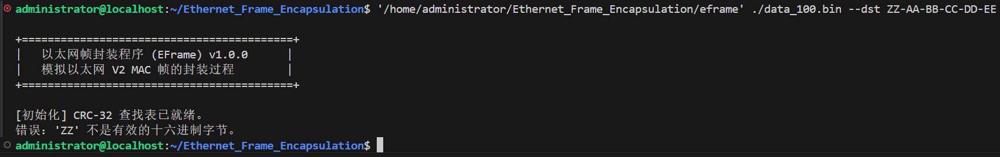 administrator@localhost:~/Ethernet_Frame_Encapsulation$ '/home/administrator/Ethernet_Frame_Encapsulation/eframe' ./data_100.bin --dst ZZ-AA-BB-CC-DD-EE
+==========================================+
|   以太网帧封装程序 (EFrame) v1.0.0      |
|   模拟以太网 V2 MAC 帧的封装过程        |
+==========================================+
[初始化] CRC-32 查找表已就绪。
错误：'ZZ' 不是有效的十六进制字节。
administrator@localhost:~/Ethernet_Frame_Encapsulation$